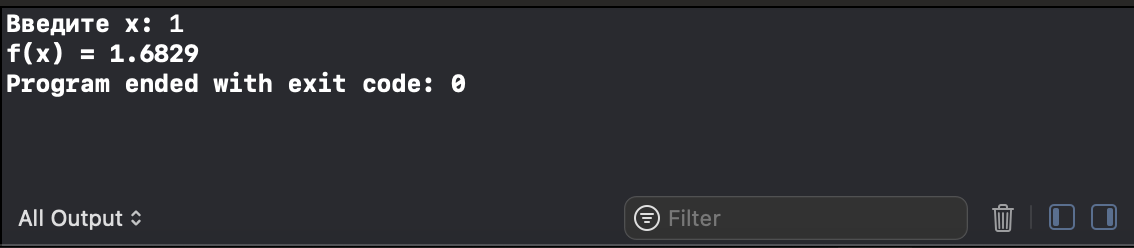 Введите x: 1
f(x) = 1.6829
Program ended with exit code: 0
All Output
Filter